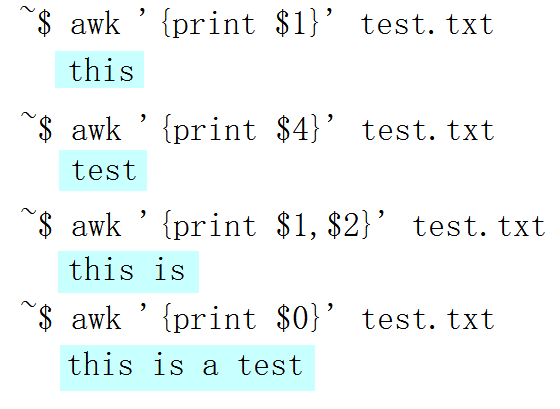 ~$ awk '{print $1}' test.txt
this
~$ awk '{print $4}' test.txt
test
~$ awk '{print $1,$2}' test.txt
this is
~$ awk '{print $0}' test.txt
this is a test